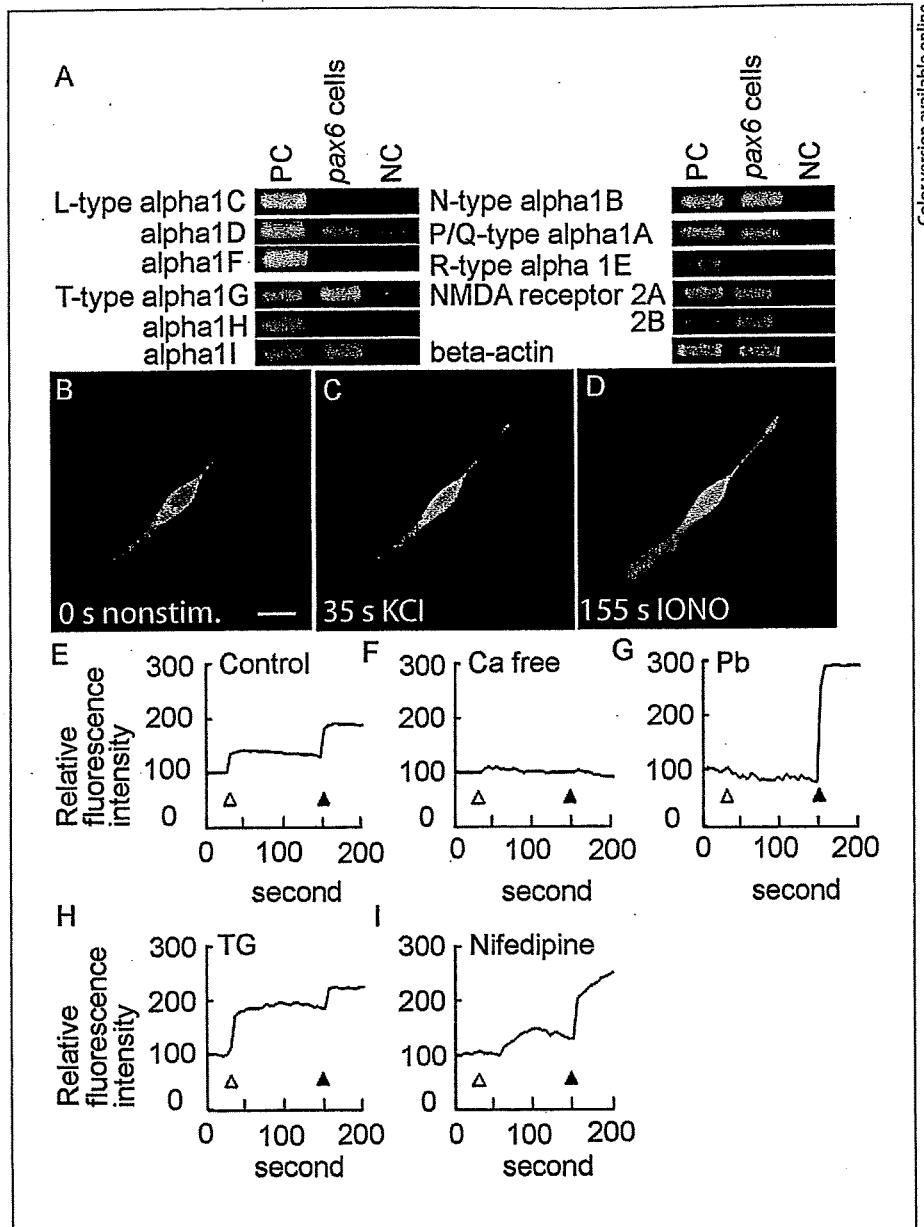 Color version available online
A
PC
pax6 cells
NC
PC
pax6 cells
NC
L-type alpha1C
alpha1D
alpha1F
T-type alpha1G
alpha1H
alpha1I
N-type alpha1B
P/Q-type alpha1A
R-type alpha 1E
NMDA receptor 2A
2B
beta-actin
B
0 s nonstim.
C
35 s KCl
D
155 s IONO
E
Control
Relative
fluorescence
intensity
300
200
100
0
0 100 200
second
F
Ca free
300
200
100
0
0 100 200
second
G
Pb
300
200
100
0
0 100 200
second
H
TG
Relative
fluorescence
intensity
300
200
100
0
0 100 200
second
I
Nifedipine
300
200
100
0
0 100 200
second